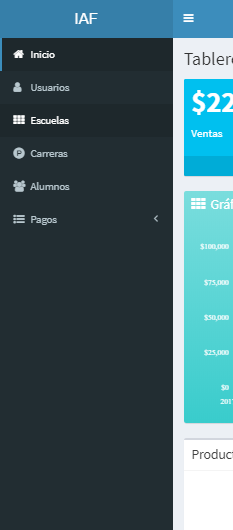 IAF
Inicio
Usuarios
Escuelas
Carreras
Alumnos
Pagos
Tabler
$22
Ventas
Gráf
$100,000
$75,000
$50,000
$25,000
$0
201
Produc